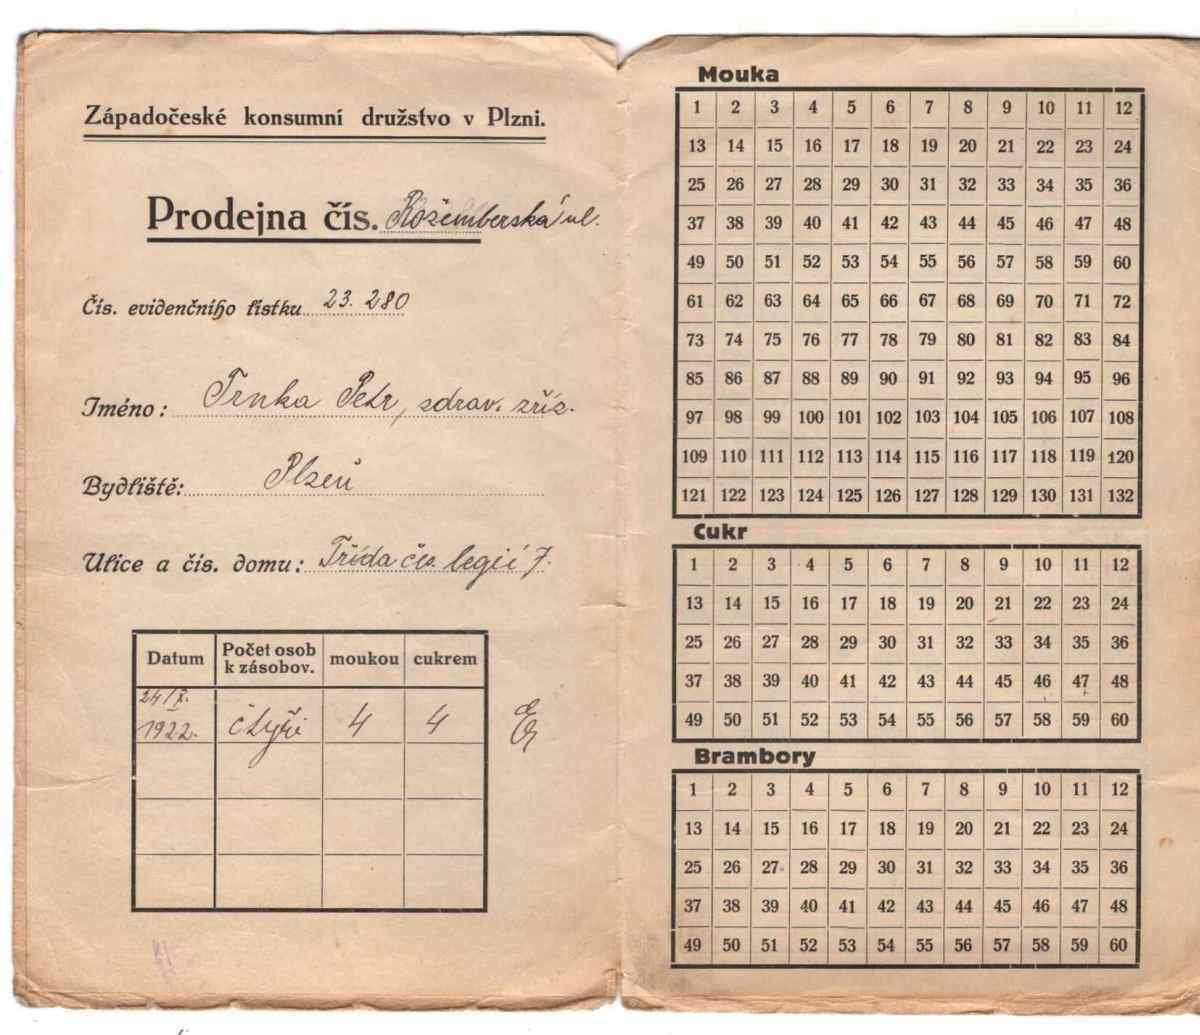 Západočeské konsumní družstvo v Plzni.
Prodejna čís. Rožemberská ul.
Čís. evidenčního lístku 23.280
Jméno: Trnka Petr, zdrav. zříz.
Bydliště: Plzeň
Ulice a čís. domu: Třída čs. legií 7.
Datum Počet osob k zásobov. moukou cukrem
24/X. 1922. čtyři 4 4
Mouka
1 2 3 4 5 6 7 8 9 10 11 12
13 14 15 16 17 18 19 20 21 22 23 24
25 26 27 28 29 30 31 32 33 34 35 36
37 38 39 40 41 42 43 44 45 46 47 48
49 50 51 52 53 54 55 56 57 58 59 60
61 62 63 64 65 66 67 68 69 70 71 72
73 74 75 76 77 78 79 80 81 82 83 84
85 86 87 88 89 90 91 92 93 94 95 96
97 98 99 100 101 102 103 104 105 106 107 108
109 110 111 112 113 114 115 116 117 118 119 120
121 122 123 124 125 126 127 128 129 130 131 132
Cukr
1 2 3 4 5 6 7 8 9 10 11 12
13 14 15 16 17 18 19 20 21 22 23 24
25 26 27 28 29 30 31 32 33 34 35 36
37 38 39 40 41 42 43 44 45 46 47 48
49 50 51 52 53 54 55 56 57 58 59 60
Brambory
1 2 3 4 5 6 7 8 9 10 11 12
13 14 15 16 17 18 19 20 21 22 23 24
25 26 27 28 29 30 31 32 33 34 35 36
37 38 39 40 41 42 43 44 45 46 47 48
49 50 51 52 53 54 55 56 57 58 59 60